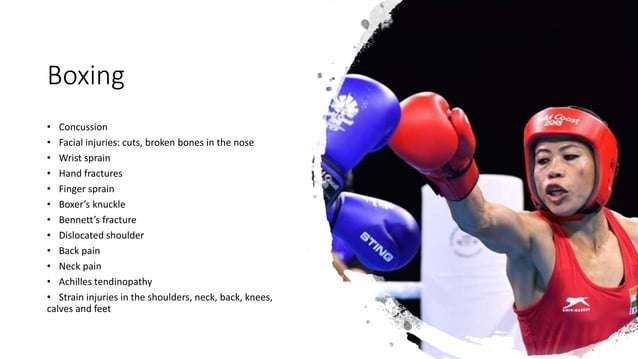 Boxing
• Concussion
• Facial injuries: cuts, broken bones in the nose
• Wrist sprain
• Hand fractures
• Finger sprain
• Boxer’s knuckle
• Bennett’s fracture
• Dislocated shoulder
• Back pain
• Neck pain
• Achilles tendinopathy
• Strain injuries in the shoulders, neck, back, knees,
calves and feet
STING
Coast
2018